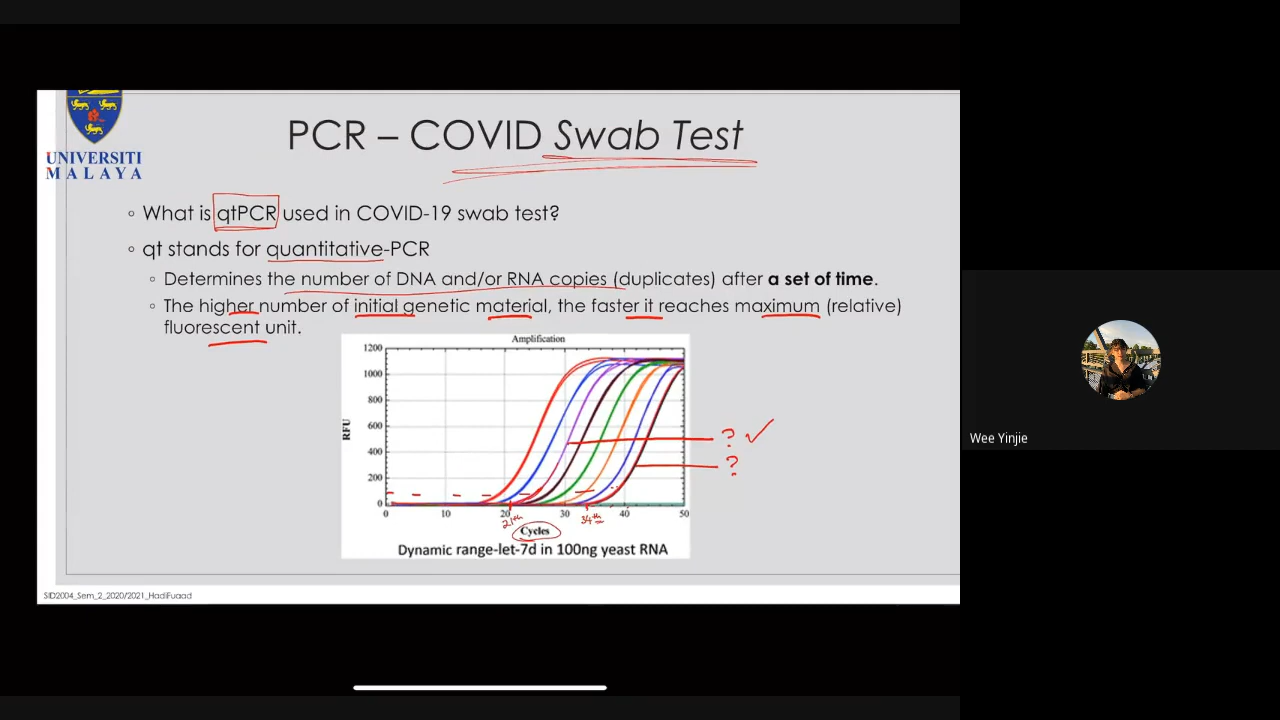 UNIVERSITI
MALAYA
PCR – COVID Swab Test
What is qtPCR used in COVID-19 swab test?
qt stands for quantitative-PCR
Determines the number of DNA and/or RNA copies (duplicates) after a set of time.
The higher number of initial genetic material, the faster it reaches maximum (relative)
fluorescent unit.
Amplification
1200
1000
800
600
400
200
0
RFU
? ✓
?
0 10 20 30 40 50
21th 34th
Cycles
Dynamic range-let-7d in 100ng yeast RNA
SID2004_Sem_2_2020/2021_HadiFuaad
Wee Yinjie